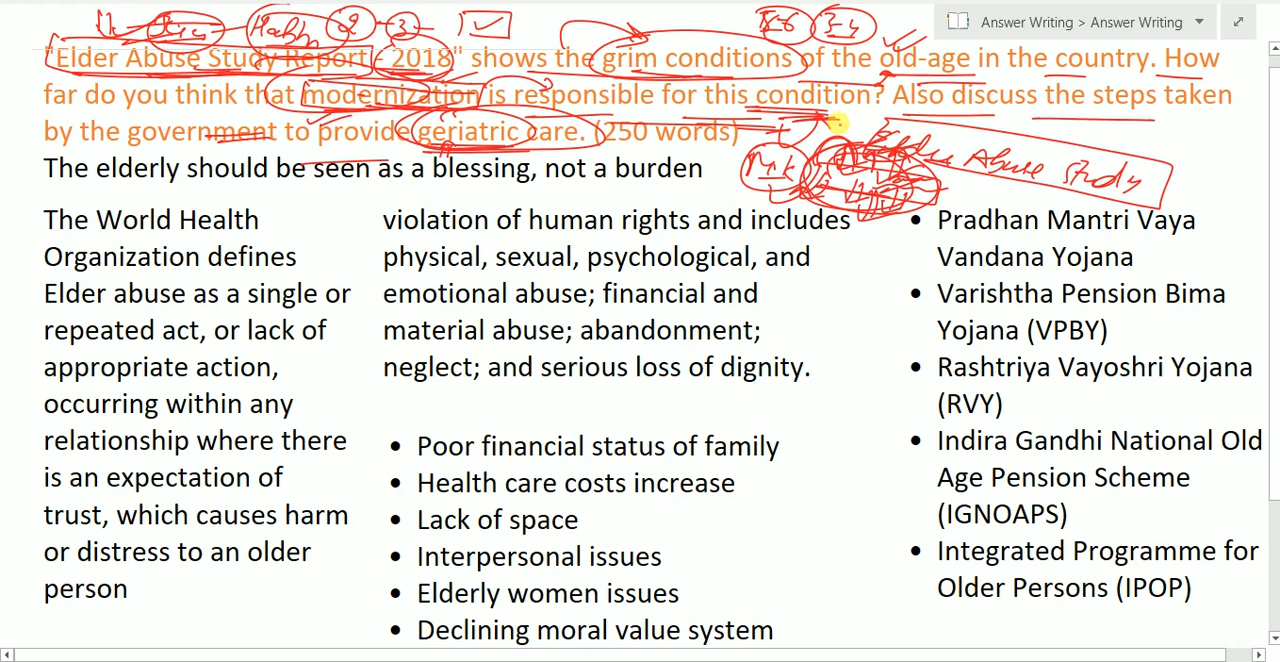 Answer Writing > Answer Writing
"Elder Abuse Study Report - 2018" shows the grim conditions of the old-age in the country. How
far do you think that modernization is responsible for this condition? Also discuss the steps taken
by the government to provide geriatric care. (250 words)
Abuse Study
The elderly should be seen as a blessing, not a burden
The World Health
Organization defines
Elder abuse as a single or
repeated act, or lack of
appropriate action,
occurring within any
relationship where there
is an expectation of
trust, which causes harm
or distress to an older
person
violation of human rights and includes
physical, sexual, psychological, and
emotional abuse; financial and
material abuse; abandonment;
neglect; and serious loss of dignity.
• Poor financial status of family
• Health care costs increase
• Lack of space
• Interpersonal issues
• Elderly women issues
• Declining moral value system
• Pradhan Mantri Vaya
Vandana Yojana
• Varishtha Pension Bima
Yojana (VPBY)
• Rashtriya Vayoshri Yojana
(RVY)
• Indira Gandhi National Old
Age Pension Scheme
(IGNOAPS)
• Integrated Programme for
Older Persons (IPOP)